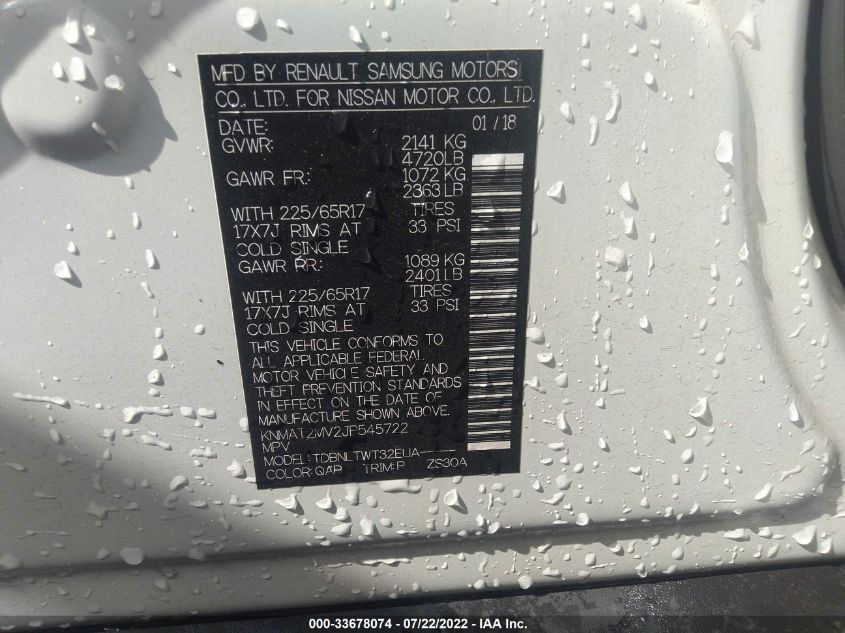 MFD BY RENAULT SAMSUNG MOTORS
CO., LTD. FOR NISSAN MOTOR CO., LTD.
DATE: 01 / 18
GVWR: 2141 KG
4720LB
GAWR FR: 1072 KG
2363LB
WITH 225/65R17 TIRES
17X7J RIMS AT 33 PSI
COLD SINGLE
GAWR RR: 1089 KG
2401LB
WITH 225/65R17 TIRES
17X7J RIMS AT 33 PSI
COLD SINGLE
THIS VEHICLE CONFORMS TO
ALL APPLICABLE FEDERAL
MOTOR VEHICLE SAFETY AND
THEFT PREVENTION STANDARDS
IN EFFECT ON THE DATE OF
MANUFACTURE SHOWN ABOVE.
KNMAT2MV2JP545722
MPV
MODEL: TDBNLTWT32EUA-----
COLOR: QAB TRIM:P ZS30A
000-33678074 - 07/22/2022 - IAA Inc.